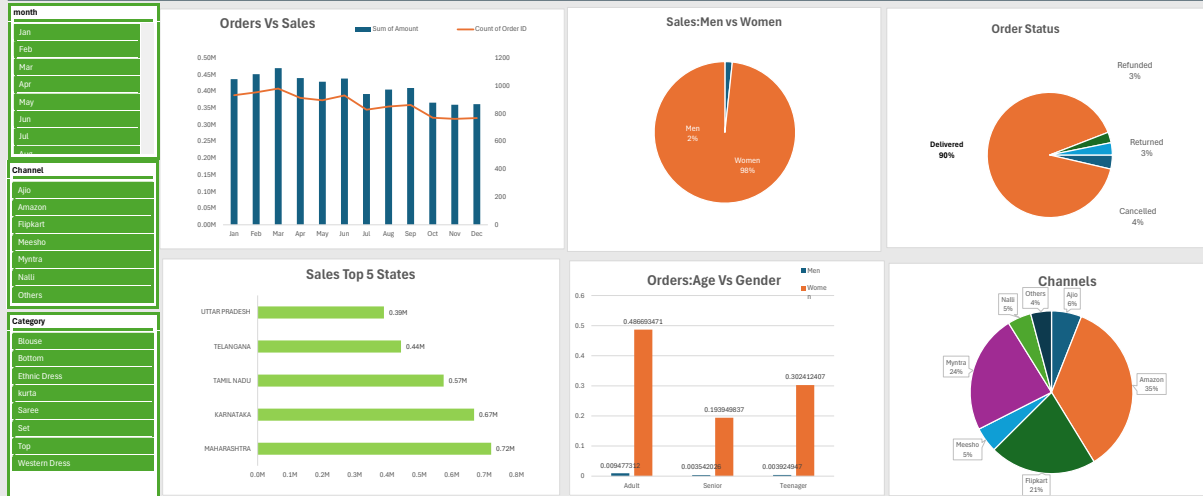 month
Jan
Feb
Mar
Apr
May
Jun
Jul
Aug
Channel
Ajio
Amazon
Flipkart
Meesho
Myntra
Nalli
Others
Category
Blouse
Bottom
Ethnic Dress
kurta
Saree
Set
Top
Western Dress
Orders Vs Sales
Sum of Amount
Count of Order ID
0.50M
0.45M
0.40M
0.35M
0.30M
0.25M
0.20M
0.15M
0.10M
0.05M
0.00M
1200
1000
800
600
400
200
0
Jan Feb Mar Apr May Jun Jul Aug Sep Oct Nov Dec
Sales:Men vs Women
Men
2%
Women
98%
Order Status
Refunded
3%
Returned
3%
Delivered
90%
Cancelled
4%
Sales Top 5 States
UTTAR PRADESH 0.39M
TELANGANA 0.44M
TAMIL NADU 0.57M
KARNATAKA 0.67M
MAHARASHTRA 0.72M
0.0M 0.1M 0.2M 0.3M 0.4M 0.5M 0.6M 0.7M 0.8M
Orders:Age Vs Gender
Men
Wome
n
0.6
0.5
0.4
0.3
0.2
0.1
0
0.486693471
0.193949837
0.302412407
0.009477312
0.003542026
0.003924947
Adult Senior Teenager
Channels
Nalli
5%
Others
4%
Ajio
6%
Myntra
24%
Amazon
35%
Meesho
5%
Flipkart
21%